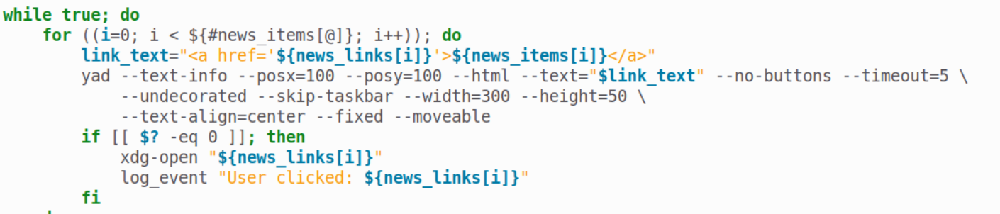 while true; do
    for ((i=0; i < ${#news_items[@]}; i++)); do
        link_text="<a href='${news_links[i]}'>${news_items[i]}</a>"
        yad --text-info --posx=100 --posy=100 --html --text="$link_text" --no-buttons --timeout=5 \
            --undecorated --skip-taskbar --width=300 --height=50 \
            --text-align=center --fixed --moveable
        if [[ $? -eq 0 ]]; then
            xdg-open "${news_links[i]}"
            log_event "User clicked: ${news_links[i]}"
        fi